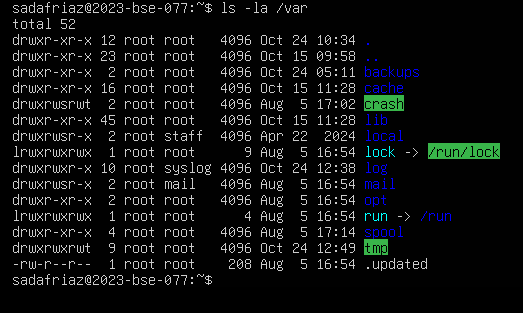 sadafriaz@2023-bse-077:~$ ls -la /var
total 52
drwxr-xr-x 12 root root   4096 Oct 24 10:34 .
drwxr-xr-x 23 root root   4096 Oct 15 09:58 ..
drwxr-xr-x  2 root root   4096 Oct 24 05:11 backups
drwxr-xr-x 16 root root   4096 Oct 15 11:28 cache
drwxrwsrwt  2 root root   4096 Aug  5 17:02 crash
drwxr-xr-x 45 root root   4096 Oct 15 11:28 lib
drwxrwsr-x  2 root staff  4096 Apr 22  2024 local
lrwxrwxrwx  1 root root      9 Aug  5 16:54 lock -> /run/lock
drwxrwxr-x 10 root syslog 4096 Oct 24 12:38 log
drwxrwsr-x  2 root mail   4096 Aug  5 16:54 mail
drwxr-xr-x  2 root root   4096 Aug  5 16:54 opt
lrwxrwxrwx  1 root root      4 Aug  5 16:54 run -> /run
drwxr-xr-x  4 root root   4096 Aug  5 17:14 spool
drwxrwxrwt  9 root root   4096 Oct 24 12:49 tmp
-rw-r--r--  1 root root    208 Aug  5 16:54 .updated
sadafriaz@2023-bse-077:~$